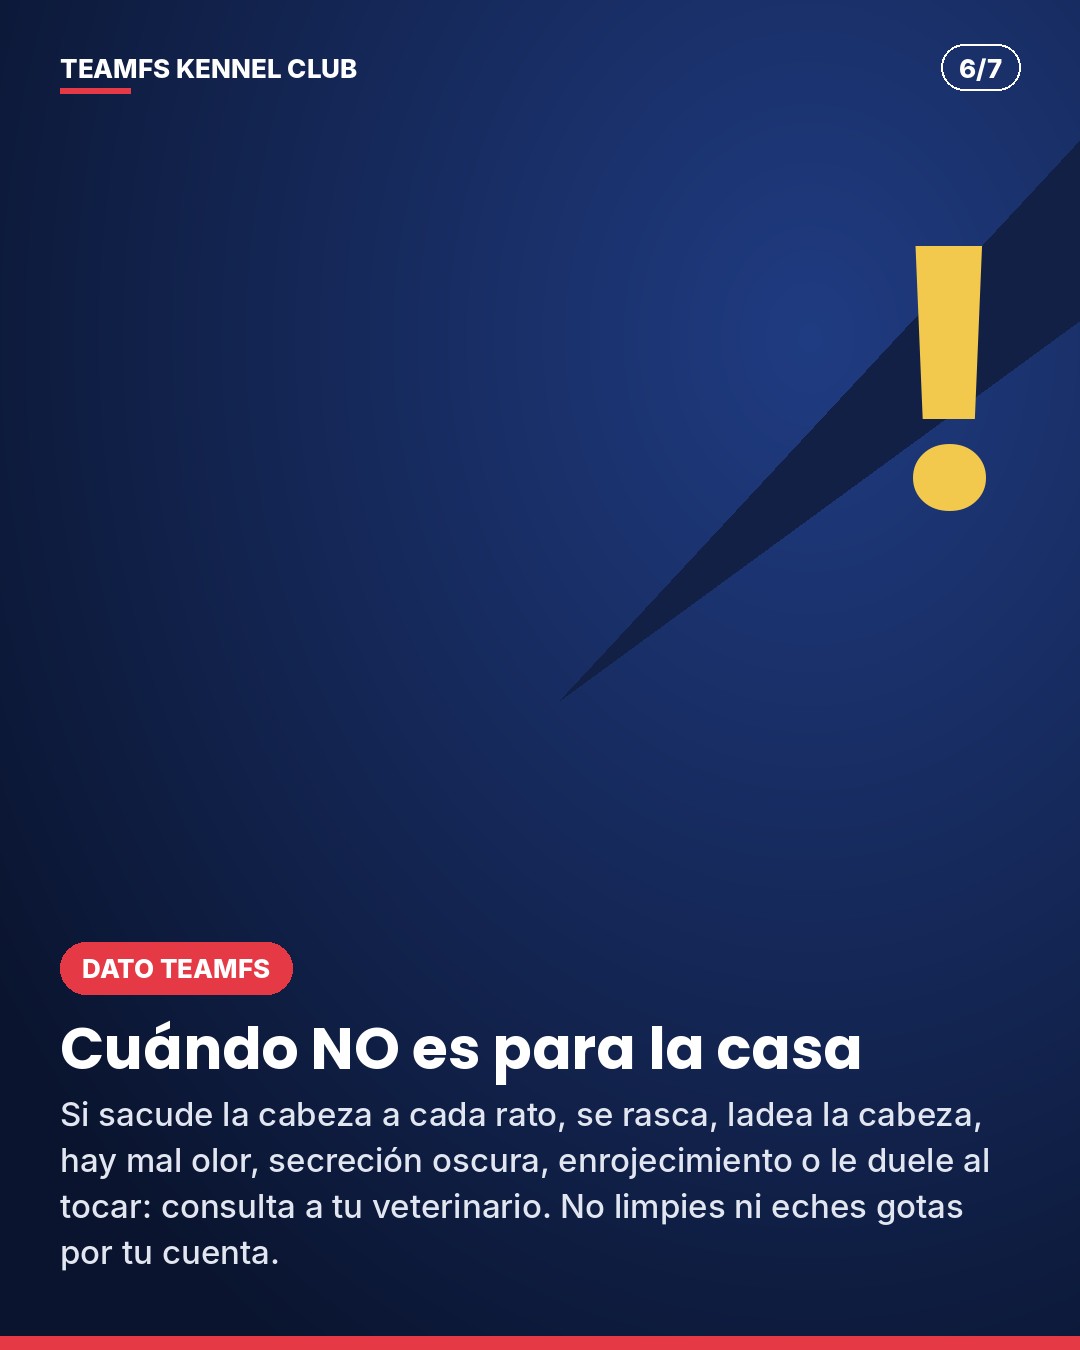 TEAMFS KENNEL CLUB
6/7
!
DATO TEAMFS
Cuándo NO es para la casa
Si sacude la cabeza a cada rato, se rasca, ladea la cabeza,
hay mal olor, secreción oscura, enrojecimiento o le duele al
tocar: consulta a tu veterinario. No limpies ni eches gotas
por tu cuenta.